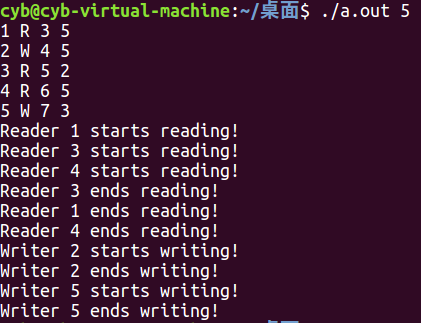 cyb@cyb-virtual-machine:~/桌面$ ./a.out 5
1 R 3 5
2 W 4 5
3 R 5 2
4 R 6 5
5 W 7 3
Reader 1 starts reading!
Reader 3 starts reading!
Reader 4 starts reading!
Reader 3 ends reading!
Reader 1 ends reading!
Reader 4 ends reading!
Writer 2 starts writing!
Writer 2 ends writing!
Writer 5 starts writing!
Writer 5 ends writing!